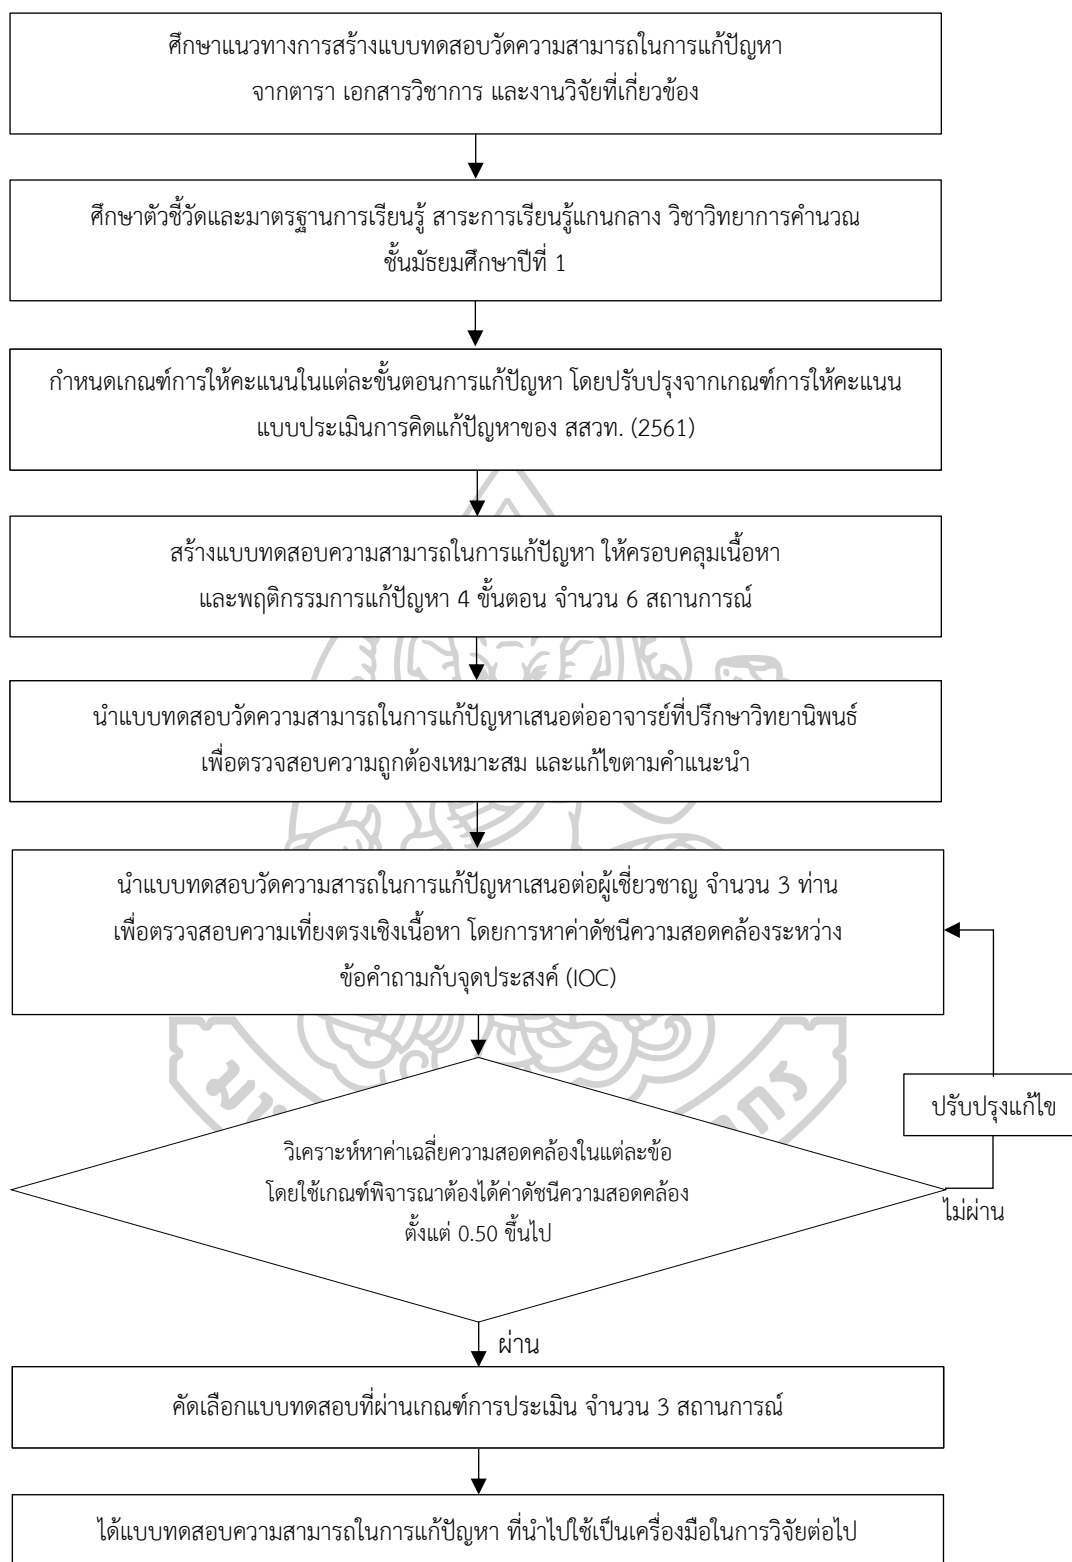 ศึกษาแนวทางการสร้างแบบทดสอบวัดความสามารถในการแก้ปัญหา
จากตารา เอกสารวิชาการ และงานวิจัยที่เกี่ยวข้อง
ศึกษาตัวชี้วัดและมาตรฐานการเรียนรู้ สาระการเรียนรู้แกนกลาง วิชาวิทยาการคำนวณ
ชั้นมัธยมศึกษาปีที่ 1
กำหนดเกณฑ์การให้คะแนนในแต่ละขั้นตอนการแก้ปัญหา โดยปรับปรุงจากเกณฑ์การให้คะแนน
แบบประเมินการคิดแก้ปัญหาของ สสวท. (2561)
สร้างแบบทดสอบความสามารถในการแก้ปัญหา ให้ครอบคลุมเนื้อหา
และพฤติกรรมการแก้ปัญหา 4 ขั้นตอน จำนวน 6 สถานการณ์
นำแบบทดสอบวัดความสามารถในการแก้ปัญหาเสนอต่ออาจารย์ที่ปรึกษาวิทยานิพนธ์
เพื่อตรวจสอบความถูกต้องเหมาะสม และแก้ไขตามคำแนะนำ
นำแบบทดสอบวัดความสารถในการแก้ปัญหาเสนอต่อผู้เชี่ยวชาญ จำนวน 3 ท่าน
เพื่อตรวจสอบความเที่ยงตรงเชิงเนื้อหา โดยการหาค่าดัชนีความสอดคล้องระหว่าง
ข้อคำถามกับจุดประสงค์ (IOC)
ปรับปรุงแก้ไข
วิเคราะห์หาค่าเฉลี่ยความสอดคล้องในแต่ละข้อ
โดยใช้เกณฑ์พิจารณาต้องได้ค่าดัชนีความสอดคล้อง
ตั้งแต่ 0.50 ขึ้นไป
ไม่ผ่าน
ผ่าน
คัดเลือกแบบทดสอบที่ผ่านเกณฑ์การประเมิน จำนวน 3 สถานการณ์
ได้แบบทดสอบความสามารถในการแก้ปัญหา ที่นำไปใช้เป็นเครื่องมือในการวิจัยต่อไป